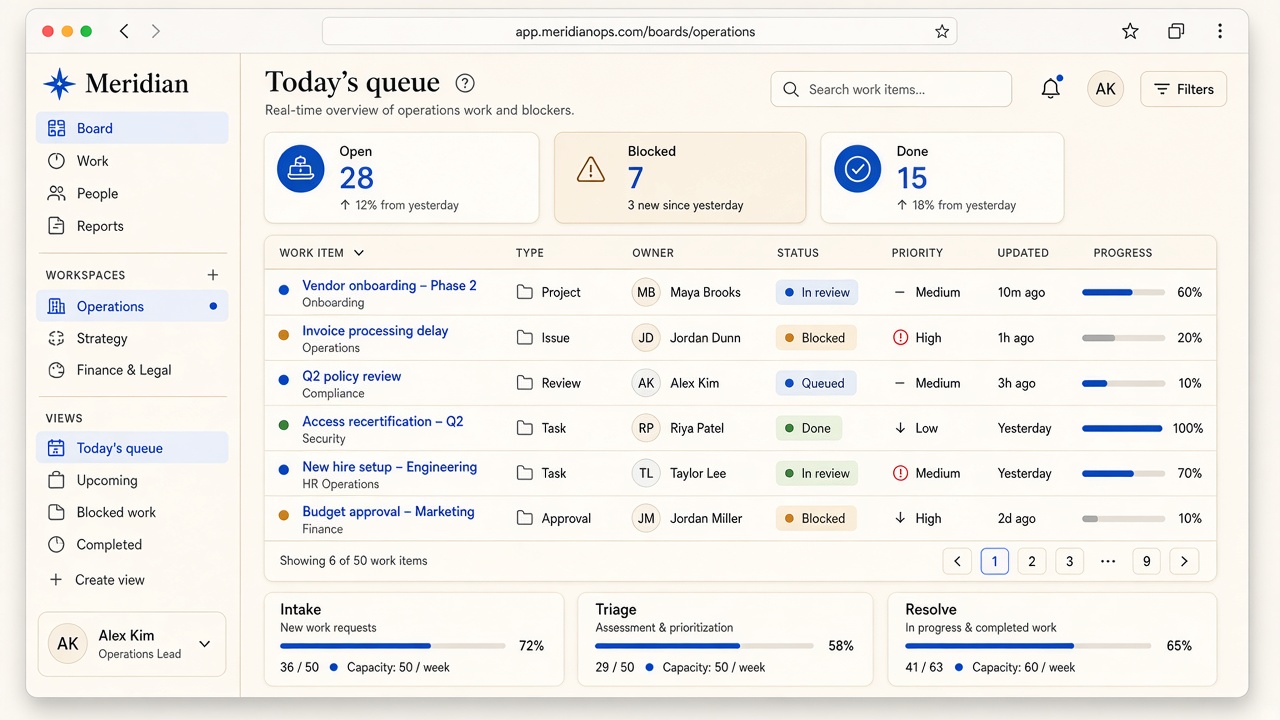 app.meridianops.com/boards/operations
Meridian
Board
Work
People
Reports
WORKSPACES
Operations
Strategy
Finance & Legal
VIEWS
Today's queue
Upcoming
Blocked work
Completed
Create view
AK
Alex Kim
Operations Lead
Today's queue ?
Real-time overview of operations work and blockers.
Search work items...
AK
Filters
Open
28
↑ 12% from yesterday
Blocked
7
3 new since yesterday
Done
15
↑ 18% from yesterday
WORK ITEM TYPE OWNER STATUS PRIORITY UPDATED PROGRESS
Vendor onboarding – Phase 2 Project MB Maya Brooks In review – Medium 10m ago 60%
Onboarding
Invoice processing delay Issue JD Jordan Dunn Blocked High 1h ago 20%
Operations
Q2 policy review Review AK Alex Kim Queued – Medium 3h ago 10%
Compliance
Access recertification – Q2 Task RP Riya Patel Done ↓ Low Yesterday 100%
Security
New hire setup – Engineering Task TL Taylor Lee In review Medium Yesterday 70%
HR Operations
Budget approval – Marketing Approval JM Jordan Miller Blocked ↓ High 2d ago 10%
Finance
Showing 6 of 50 work items
1 2 3 ... 9
Intake
New work requests
72%
36 / 50 Capacity: 50 / week
Triage
Assessment & prioritization
58%
29 / 50 Capacity: 50 / week
Resolve
In progress & completed work
65%
41 / 63 Capacity: 60 / week